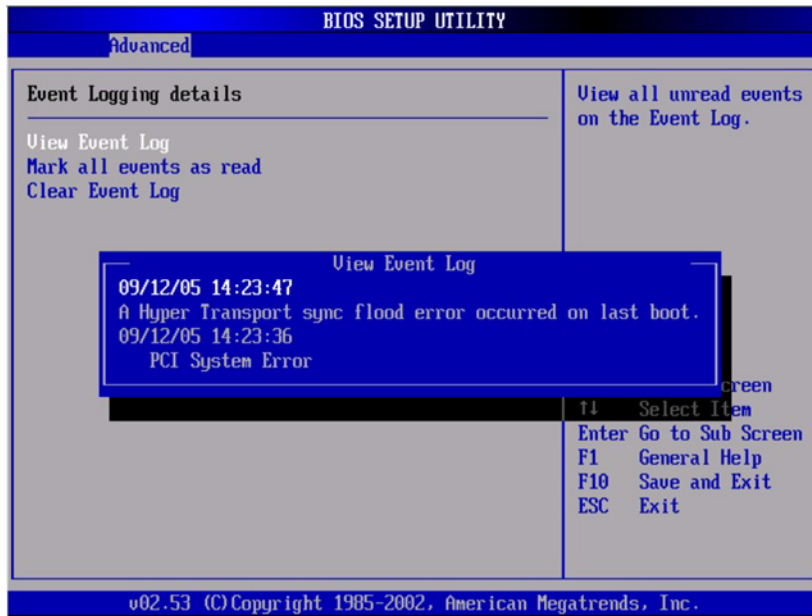 BIOS SETUP UTILITY
Advanced
Event Logging details
View Event Log
Mark all events as read
Clear Event Log
View all unread events
on the Event Log.
View Event Log
09/12/05 14:23:47
A Hyper Transport sync flood error occurred on last boot.
09/12/05 14:23:36
PCI System Error
↑↓ Select Item
Enter Go to Sub Screen
F1 General Help
F10 Save and Exit
ESC Exit
v02.53 (C)Copyright 1985-2002, American Megatrends, Inc.